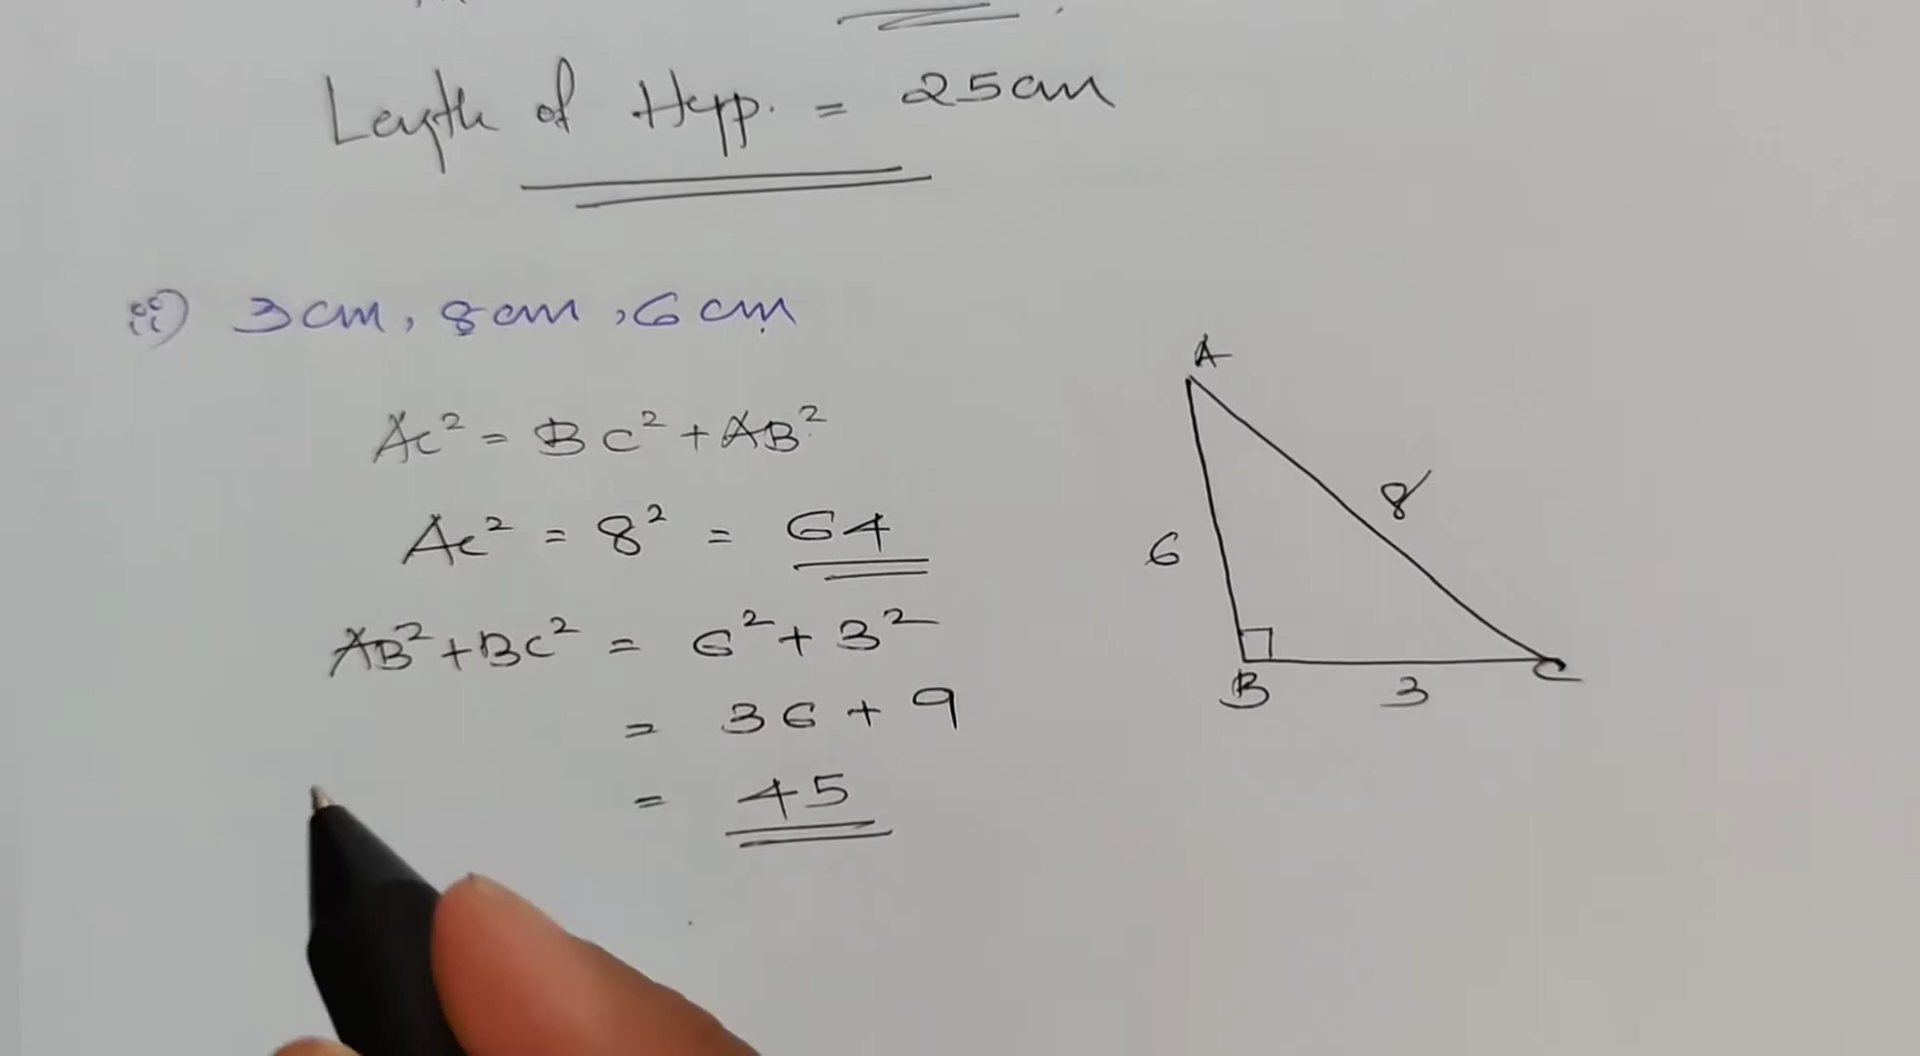 Length of Hyp. = 25cm
ii) 3cm, 8cm, 6cm
AC² = BC² + AB²
AC² = 8² = 64
AB² + BC² = 6² + 3²
= 36 + 9
= 45
A
8
6
B
3
C